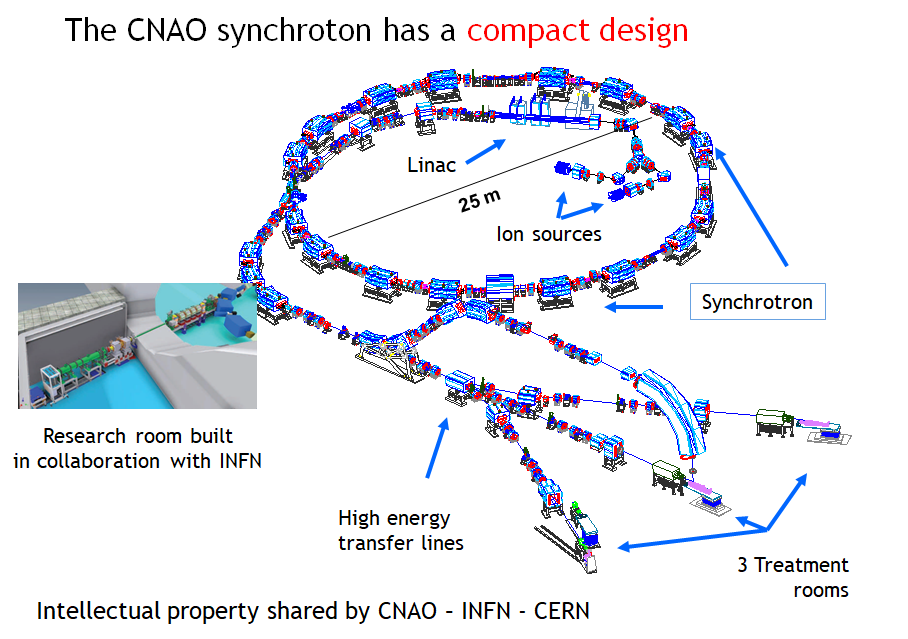 The CNAO synchroton has a compact design
Linac
25 m
Ion sources
Synchrotron
Research room built
in collaboration with INFN
High energy
transfer lines
3 Treatment
rooms
Intellectual property shared by CNAO – INFN - CERN